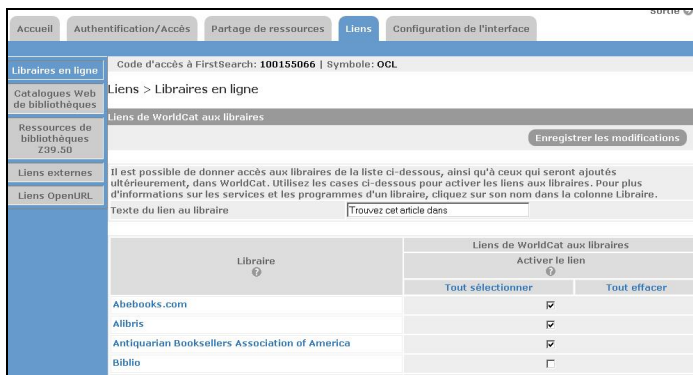 Sortie
Accueil Authentification/Accès Partage de ressources Liens Configuration de l'interface
Code d'accès à FirstSearch: 100155066 | Symbole: OCL
Libraires en ligne
Catalogues Web
de bibliothèques
Ressources de
bibliothèques
Z39.50
Liens externes
Liens OpenURL
Liens > Libraires en ligne
Liens de WorldCat aux libraires
Enregistrer les modifications
Il est possible de donner accès aux libraires de la liste ci-dessous, ainsi qu'à ceux qui seront ajoutés
ultérieurement, dans WorldCat. Utilisez les cases ci-dessous pour activer les liens aux libraires. Pour plus
d'informations sur les services et les programmes d'un libraire, cliquez sur son nom dans la colonne Libraire.
Texte du lien au libraire Trouvez cet article dans
Liens de WorldCat aux libraires
Libraire
Activer le lien
Tout sélectionner Tout effacer
Abebooks.com
Alibris
Antiquarian Booksellers Association of America
Biblio